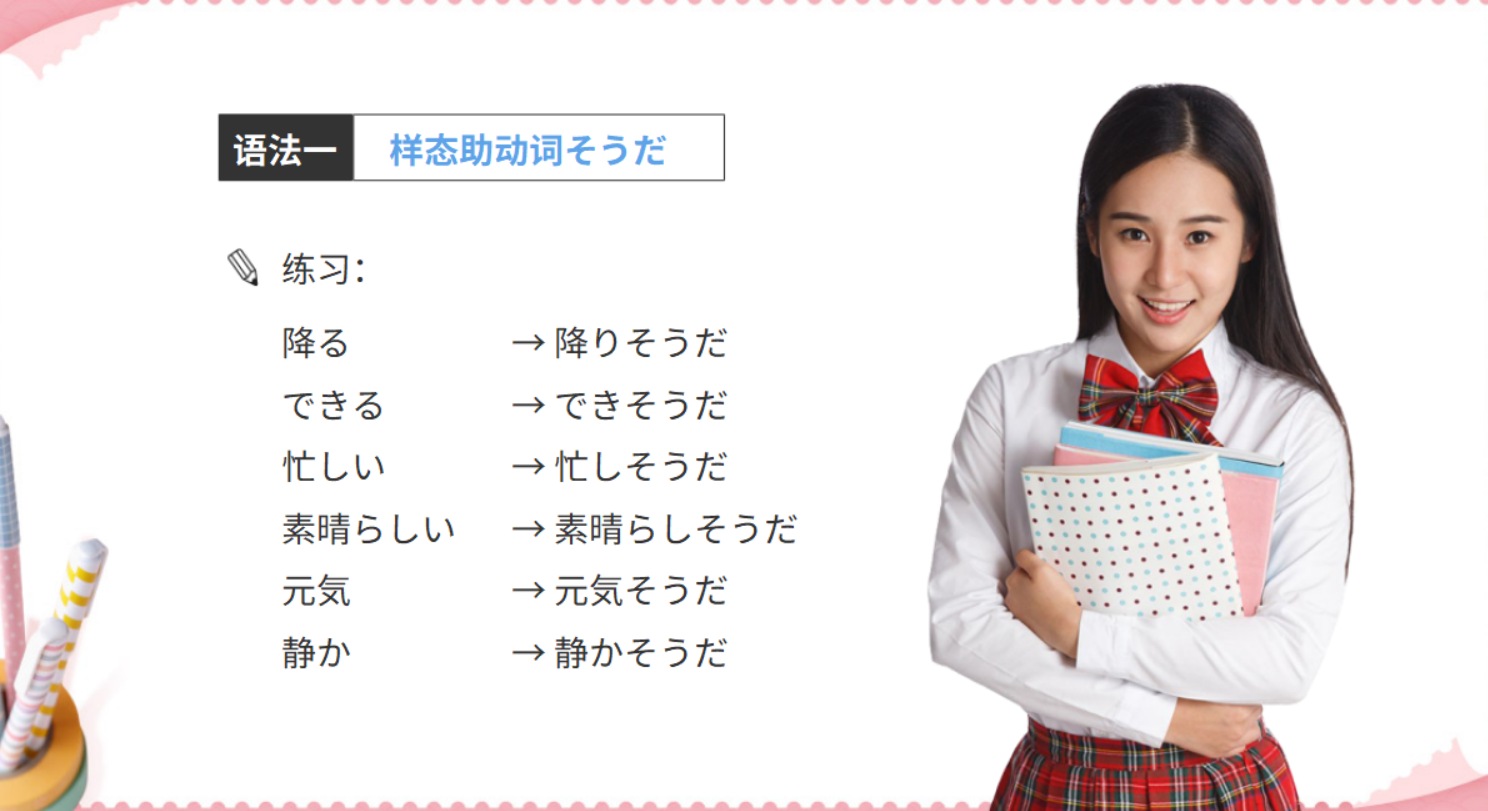 语法一 样态助动词そうだ
练习：
降る → 降りそうだ
できる → できそうだ
忙しい → 忙しそうだ
素晴らしい → 素晴らしそうだ
元気 → 元気そうだ
静か → 静かそうだ